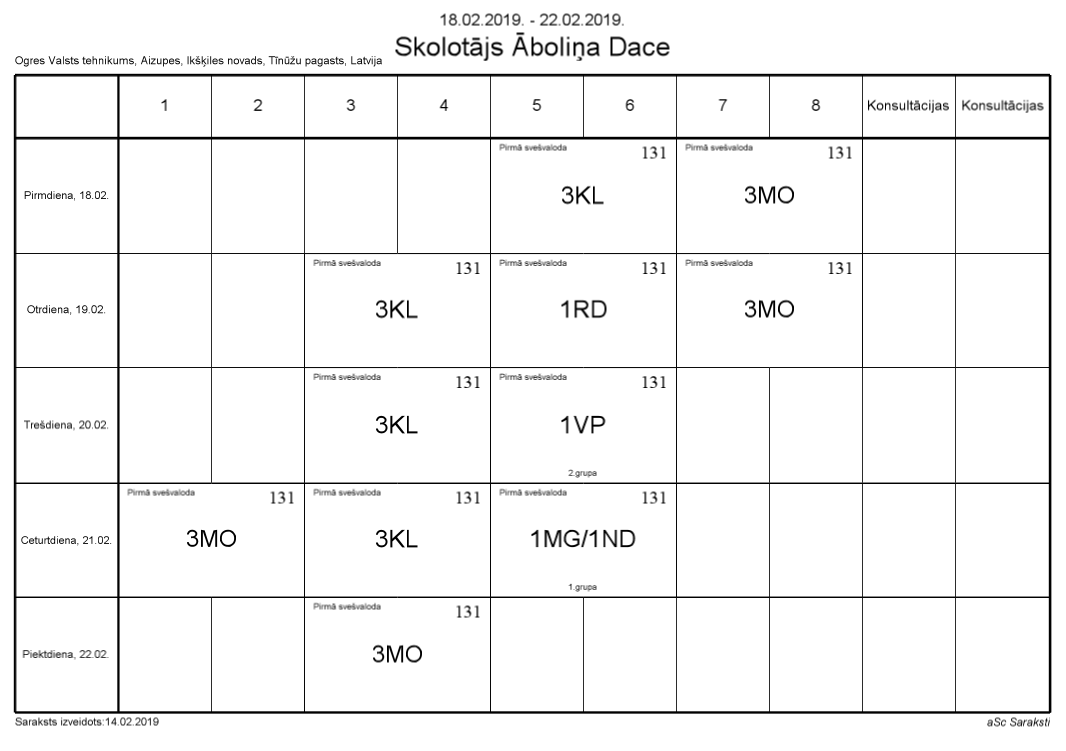 18.02.2019. - 22.02.2019.
Skolotājs Āboliņa Dace
Ogres Valsts tehnikums, Aizupes, Ikšķiles novads, Tīnūžu pagasts, Latvija
1 2 3 4 5 6 7 8 Konsultācijas Konsultācijas
Pirmā svešvaloda 131 Pirmā svešvaloda 131
Pirmdiena, 18.02. 3KL 3MO
Pirmā svešvaloda 131 Pirmā svešvaloda 131 Pirmā svešvaloda 131
Otrdiena, 19.02. 3KL 1RD 3MO
Pirmā svešvaloda 131 Pirmā svešvaloda 131
Trešdiena, 20.02. 3KL 1VP
2.grupa
Pirmā svešvaloda 131 Pirmā svešvaloda 131 Pirmā svešvaloda 131
Ceturtdiena, 21.02. 3MO 3KL 1MG/1ND
1.grupa
Pirmā svešvaloda 131
Piektdiena, 22.02. 3MO
Saraksts izveidots:14.02.2019 aSc Saraksti